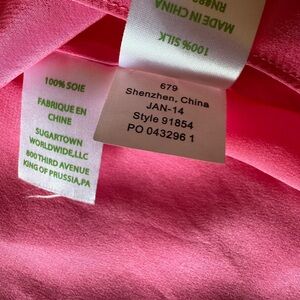 MADE IN CHINA
100% SILK
100% SOIE
FABRIQUE EN
CHINE
SUGARTOWN
WORLDWIDE,LLC
800 THIRD AVENUE
KING OF PRUSSIA,PA
679
Shenzhen, China
JAN-14
Style 91854
PO 043296 1